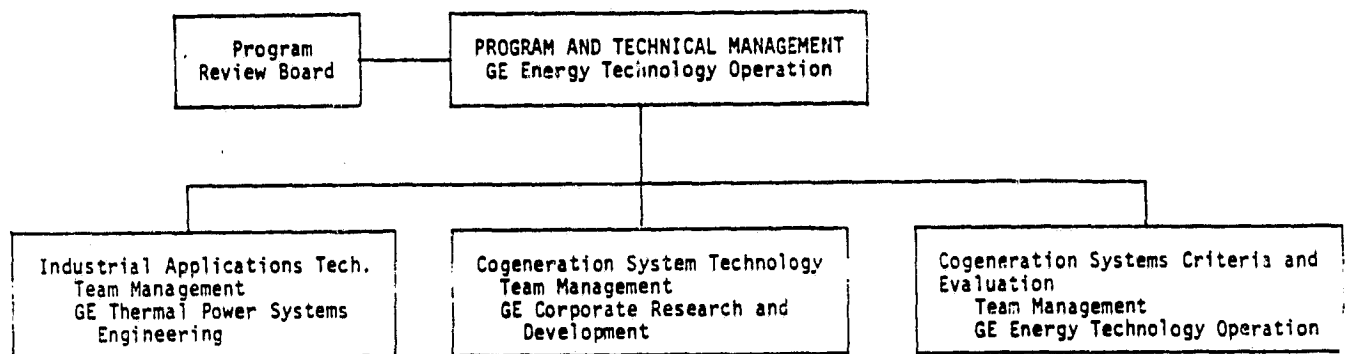 Program
Review Board
PROGRAM AND TECHNICAL MANAGEMENT
GE Energy Technology Operation
Industrial Applications Tech.
Team Management
GE Thermal Power Systems
Engineering
Cogeneration System Technology
Team Management
GE Corporate Research and
Development
Cogeneration Systems Criteria and
Evaluation
Team Management
GE Energy Technology Operation